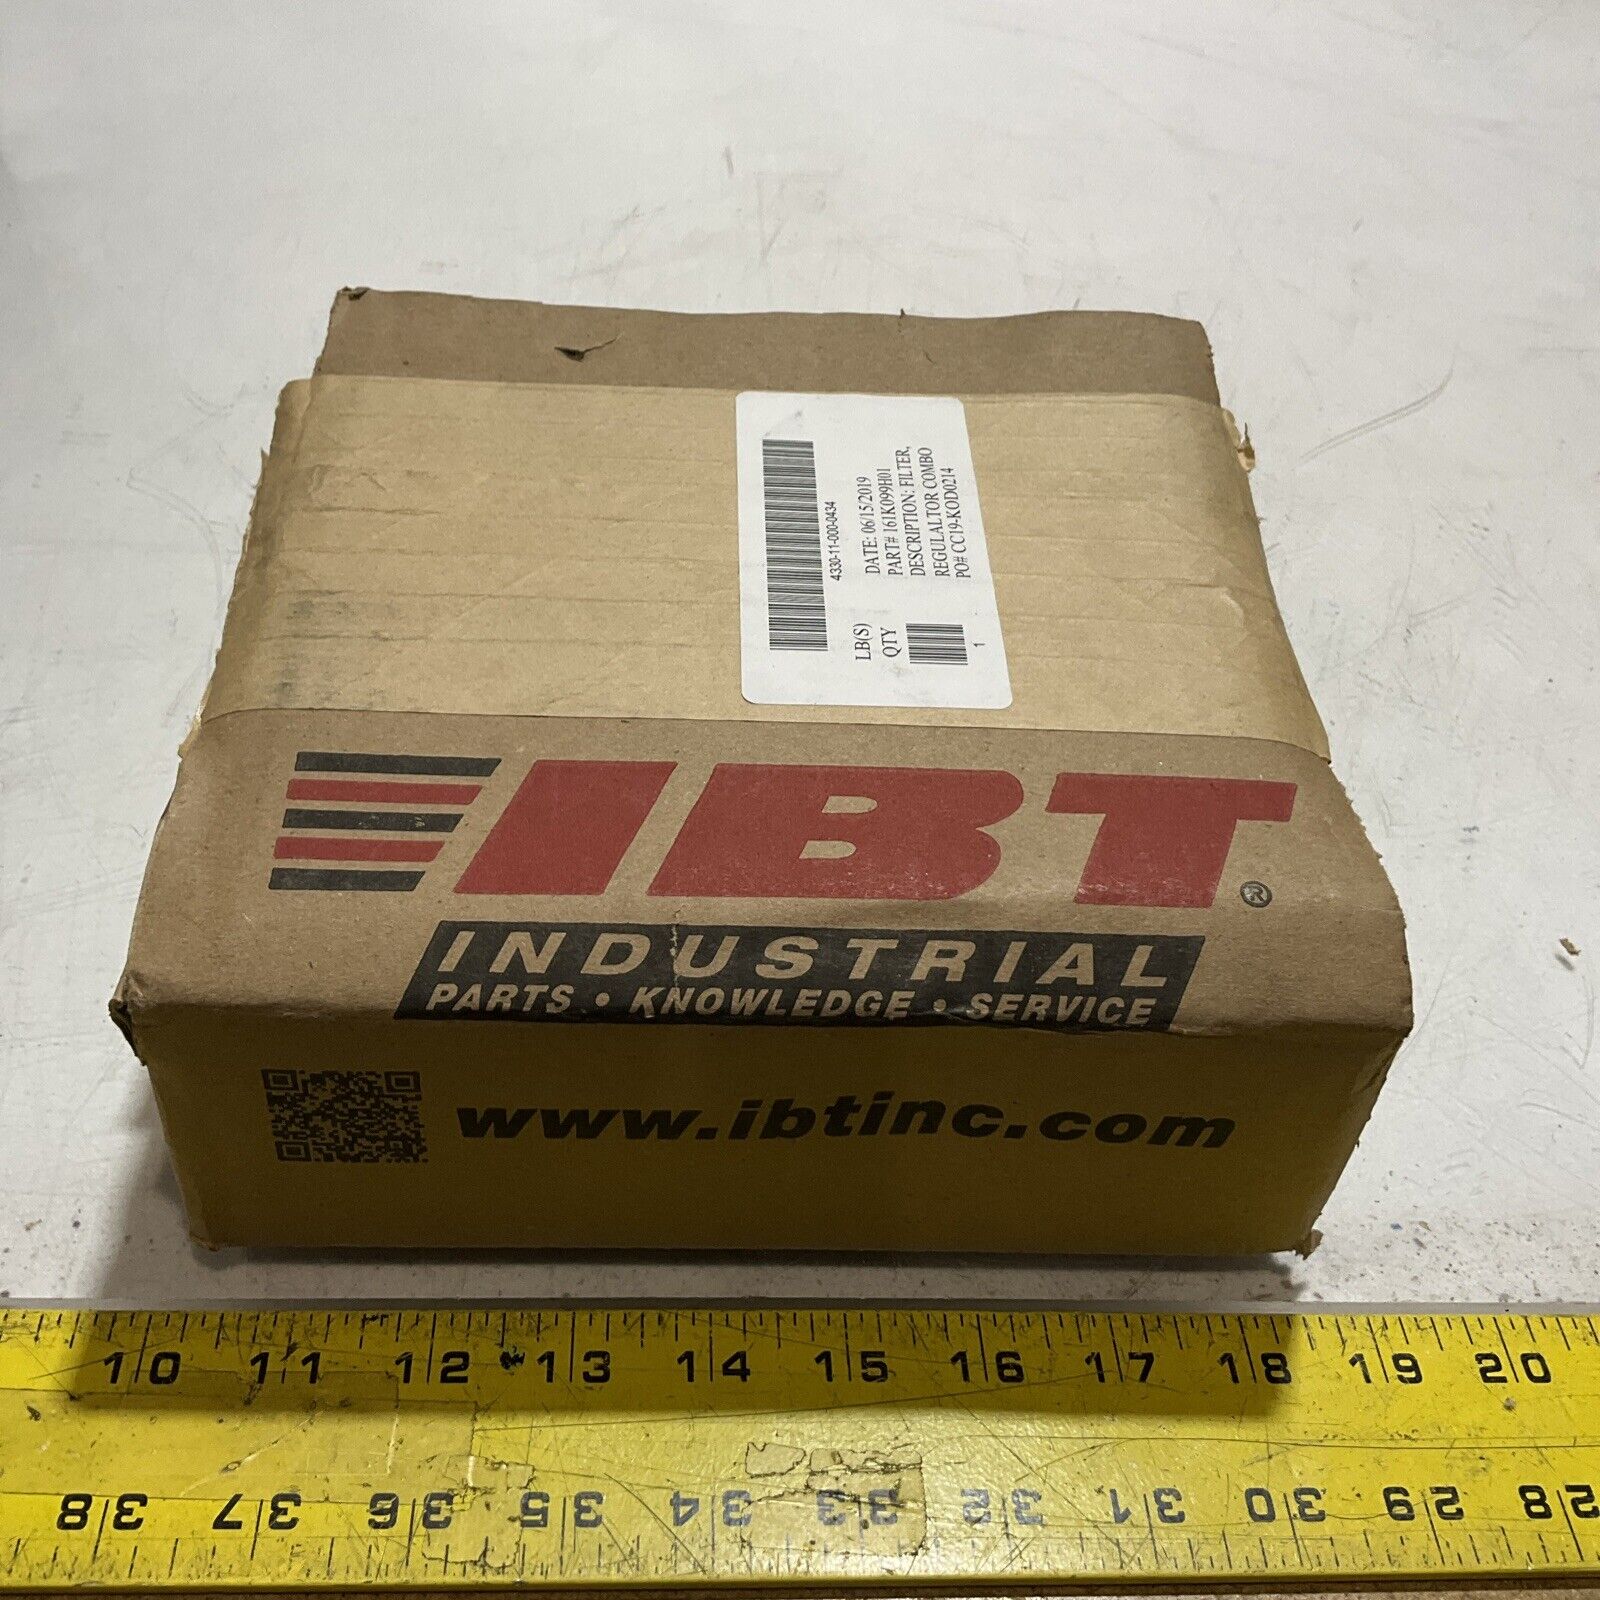 4330-11-000-0434
LB(S)
QTY
1
DATE: 06/15/2019
PART# 161K099H01
DESCRIPTION: FILTER,
REGULALTOR COMBO
PO# CC19-KOD0214
IBT®
INDUSTRIAL
PARTS • KNOWLEDGE • SERVICE
www.ibtinc.com
10 11 12 13 14 15 16 17 18 19 20
38 37 36 35 34 33 32 31 30 29 28